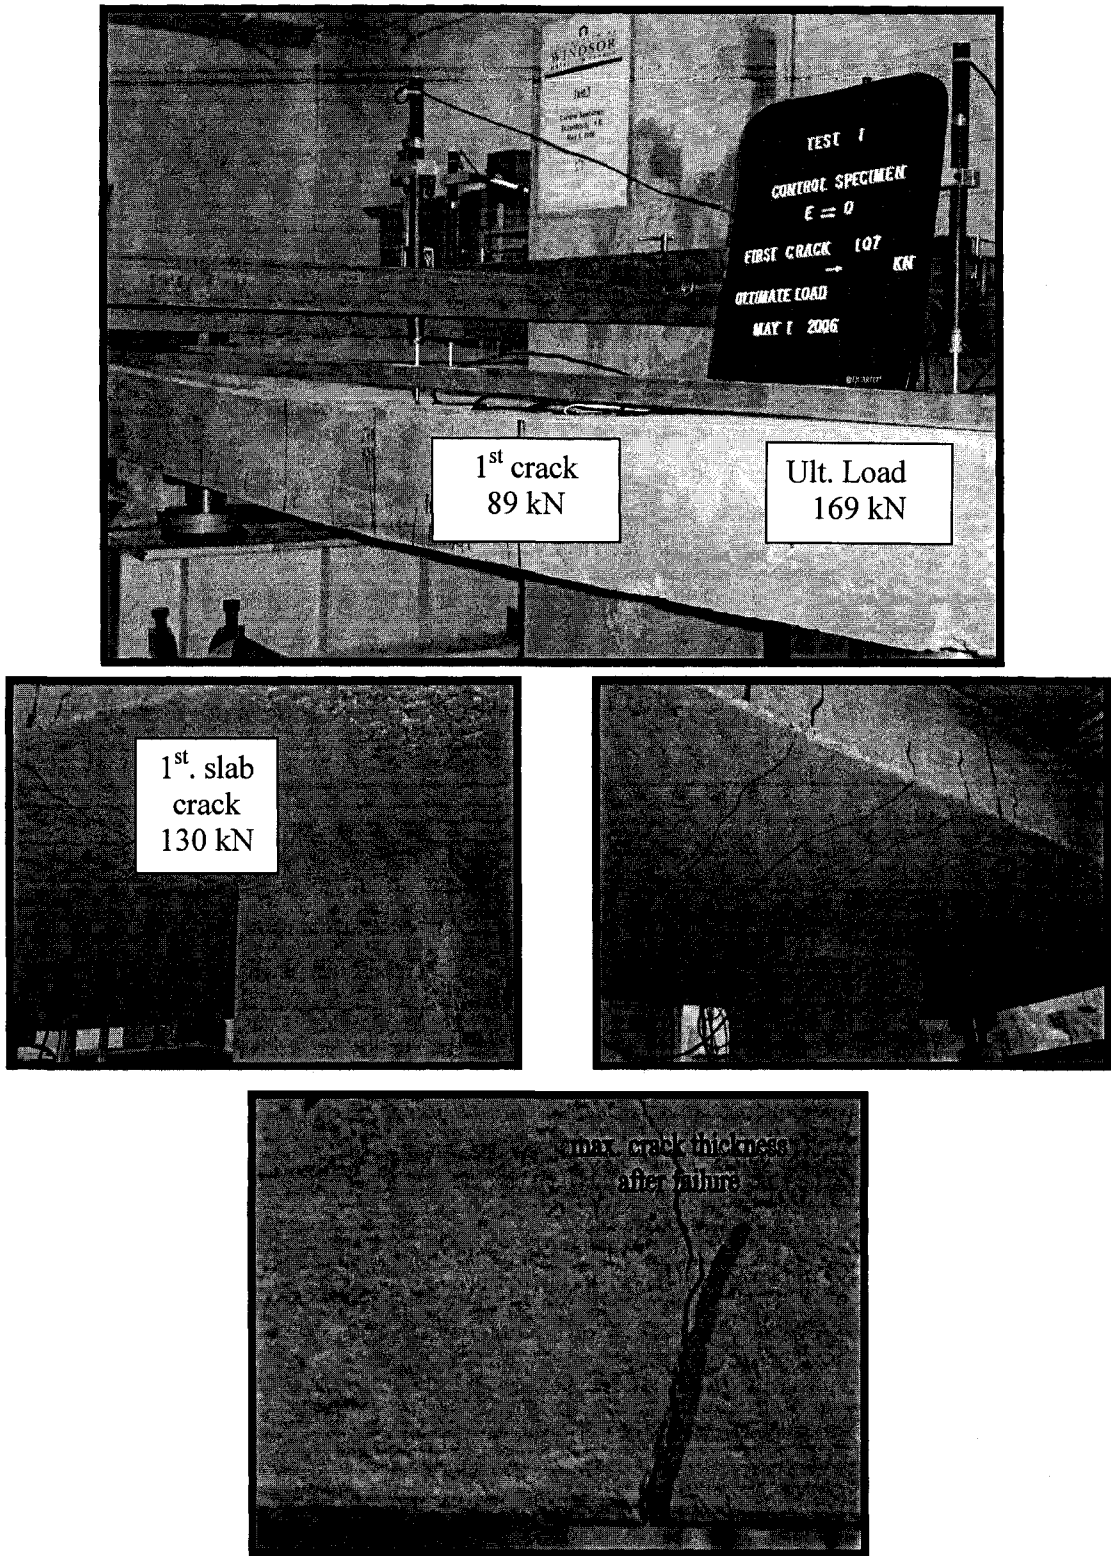 WINDSOR
TEST 1
CONTROL SPECIMEN
E = 0
FIRST CRACK → 107 KN
ULTIMATE LOAD
MAY 1 2006
1st crack
89 kN
Ult. Load
169 kN
1st. slab
crack
130 kN
max. crack thickness
after failure